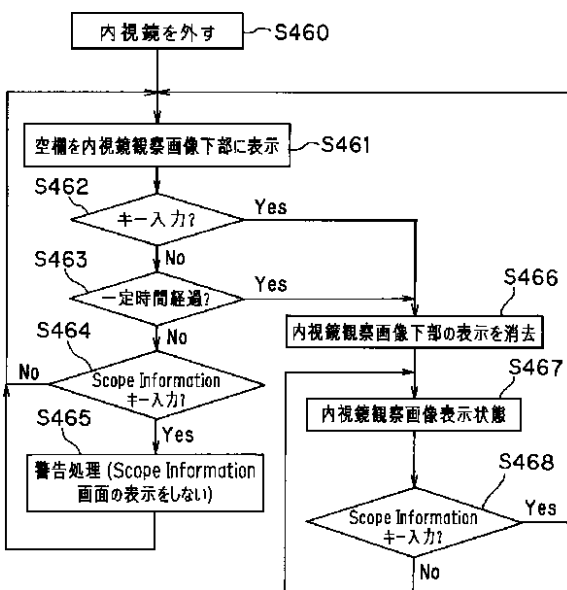 内視鏡を外す
S460
空欄を内視鏡観察画像下部に表示
S461
S462
キー入力?
Yes
No
S463
一定時間経過?
Yes
No
S464
Scope Information
キー入力?
No
Yes
S465
警告処理 (Scope Information
画面の表示をしない)
S466
内視鏡観察画像下部の表示を消去
S467
内視鏡観察画像表示状態
S468
Scope Information
キー入力?
Yes
No